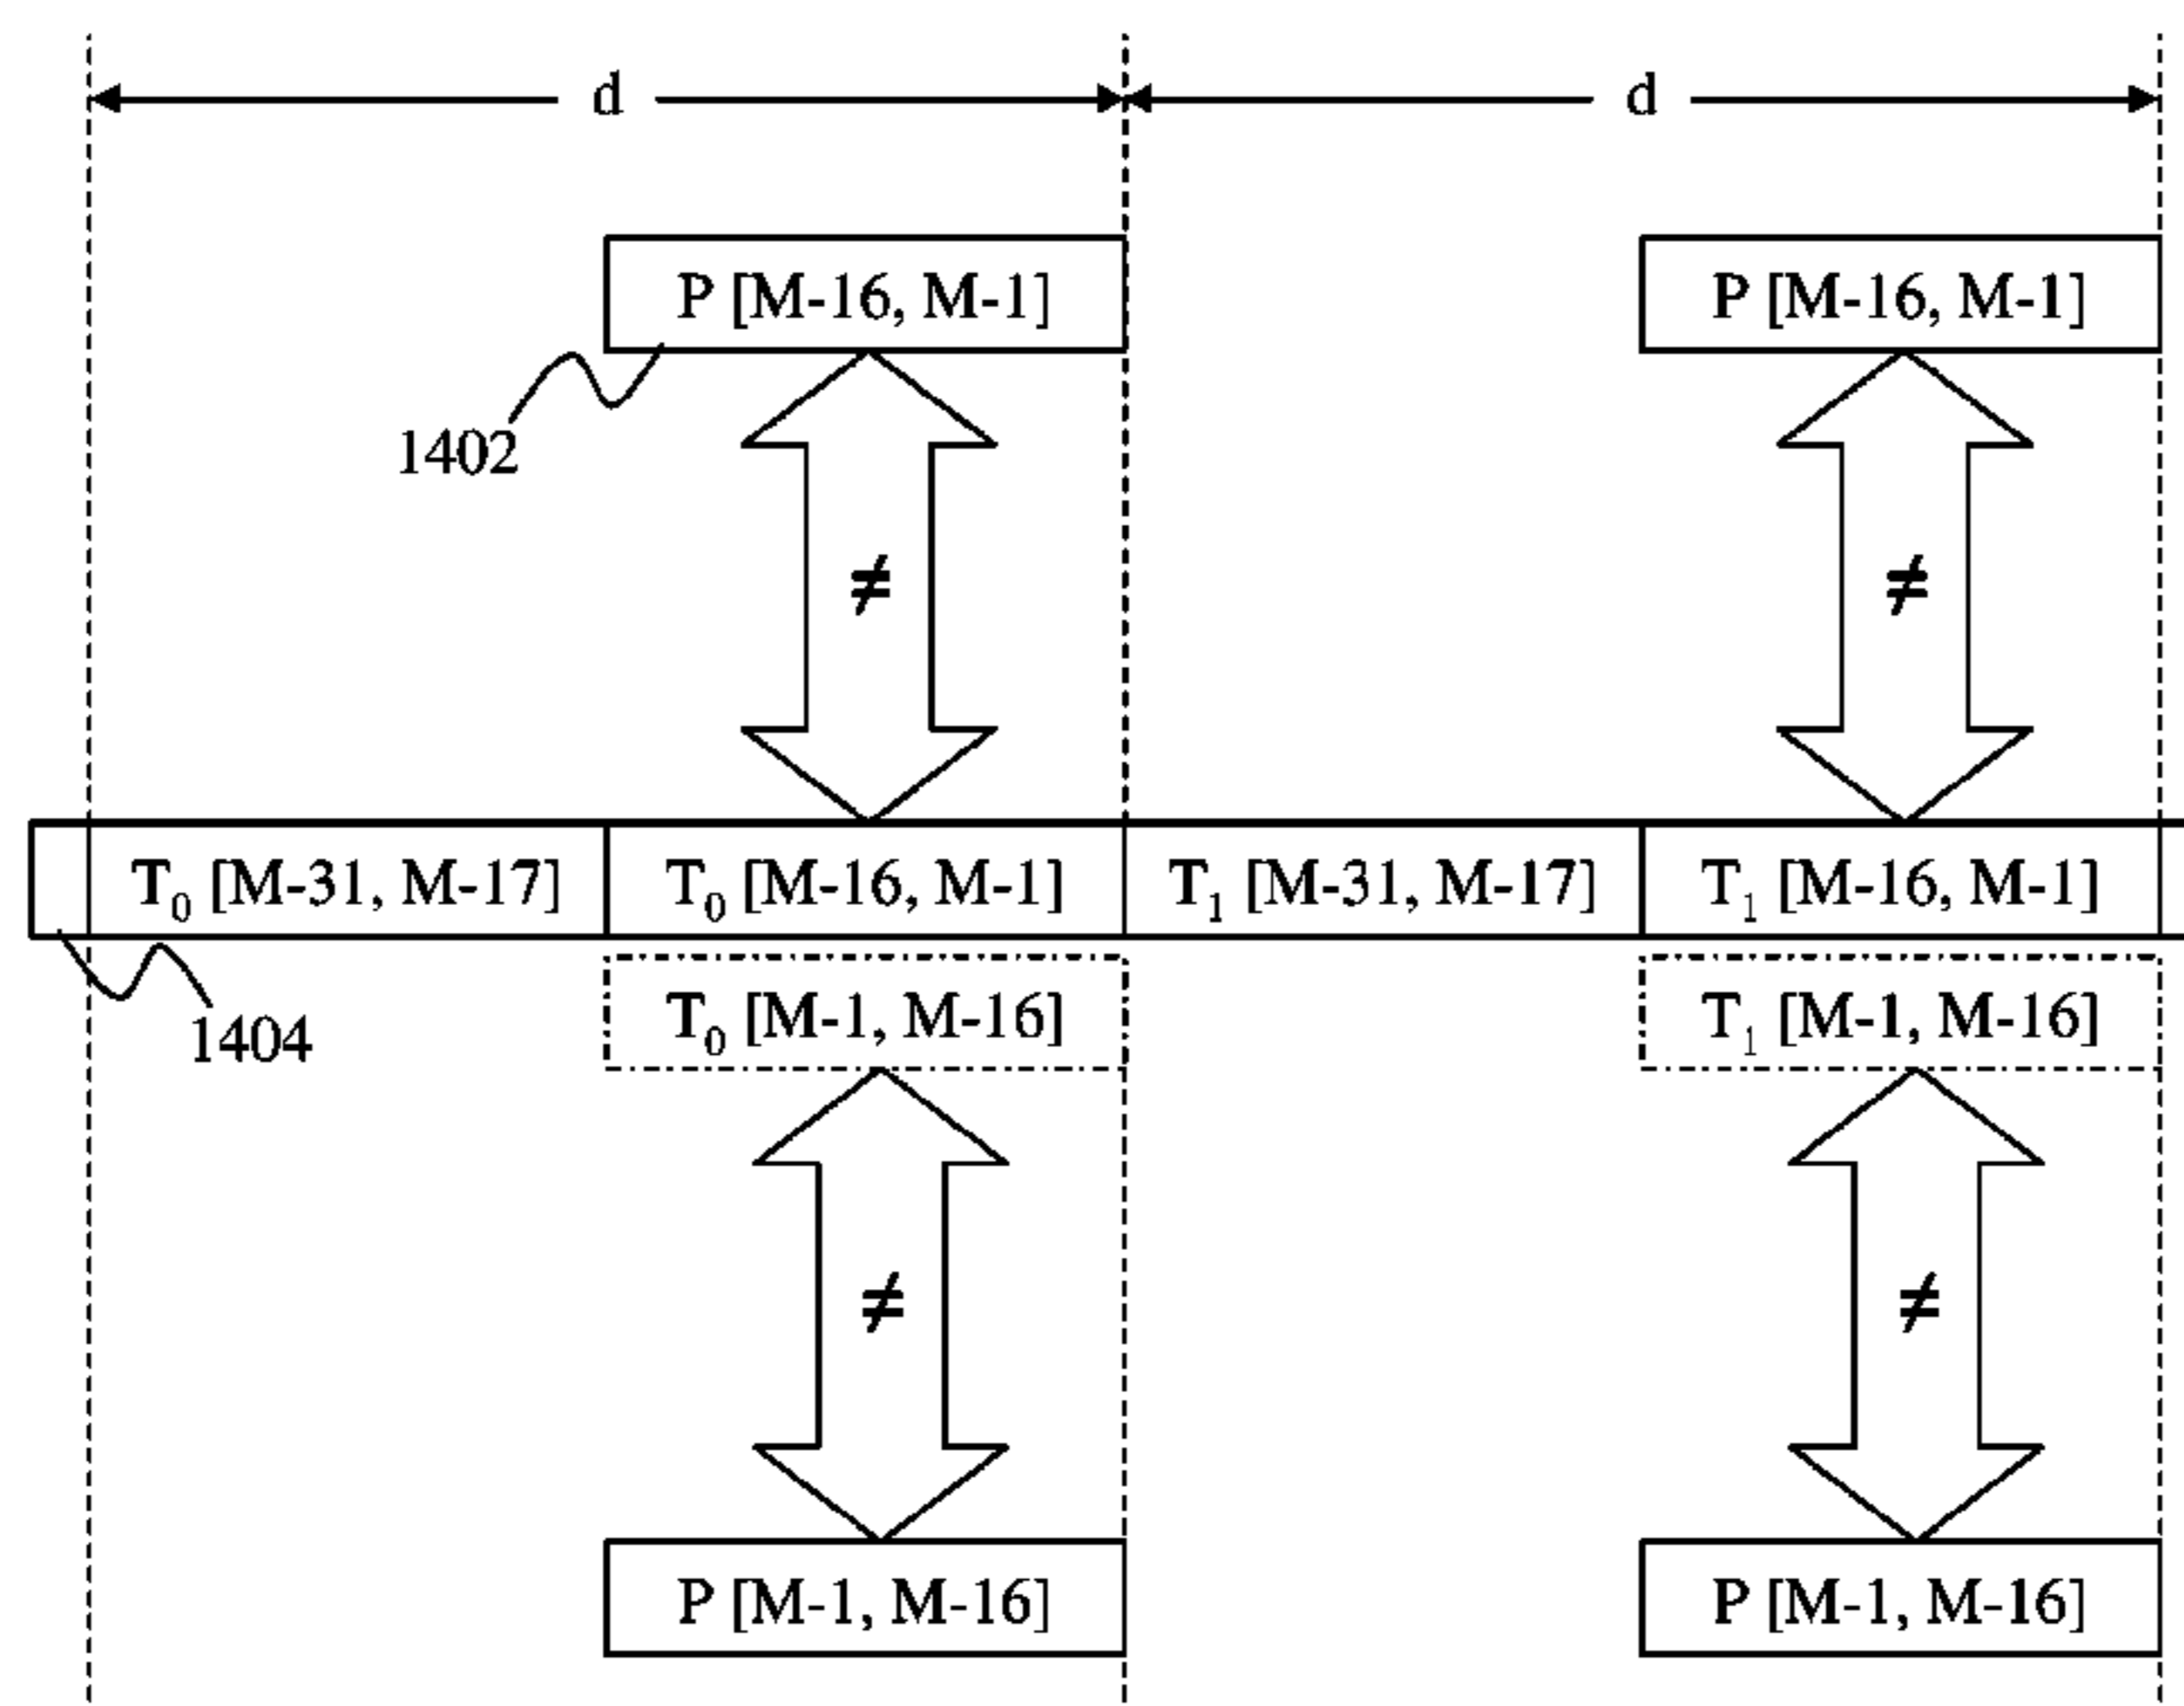 d d
P [M-16, M-1] P [M-16, M-1]
1402
≠ ≠
T₀ [M-31, M-17] T₀ [M-16, M-1] T₁ [M-31, M-17] T₁ [M-16, M-1]
T₀ [M-1, M-16] T₁ [M-1, M-16]
1404
≠ ≠
P [M-1, M-16] P [M-1, M-16]